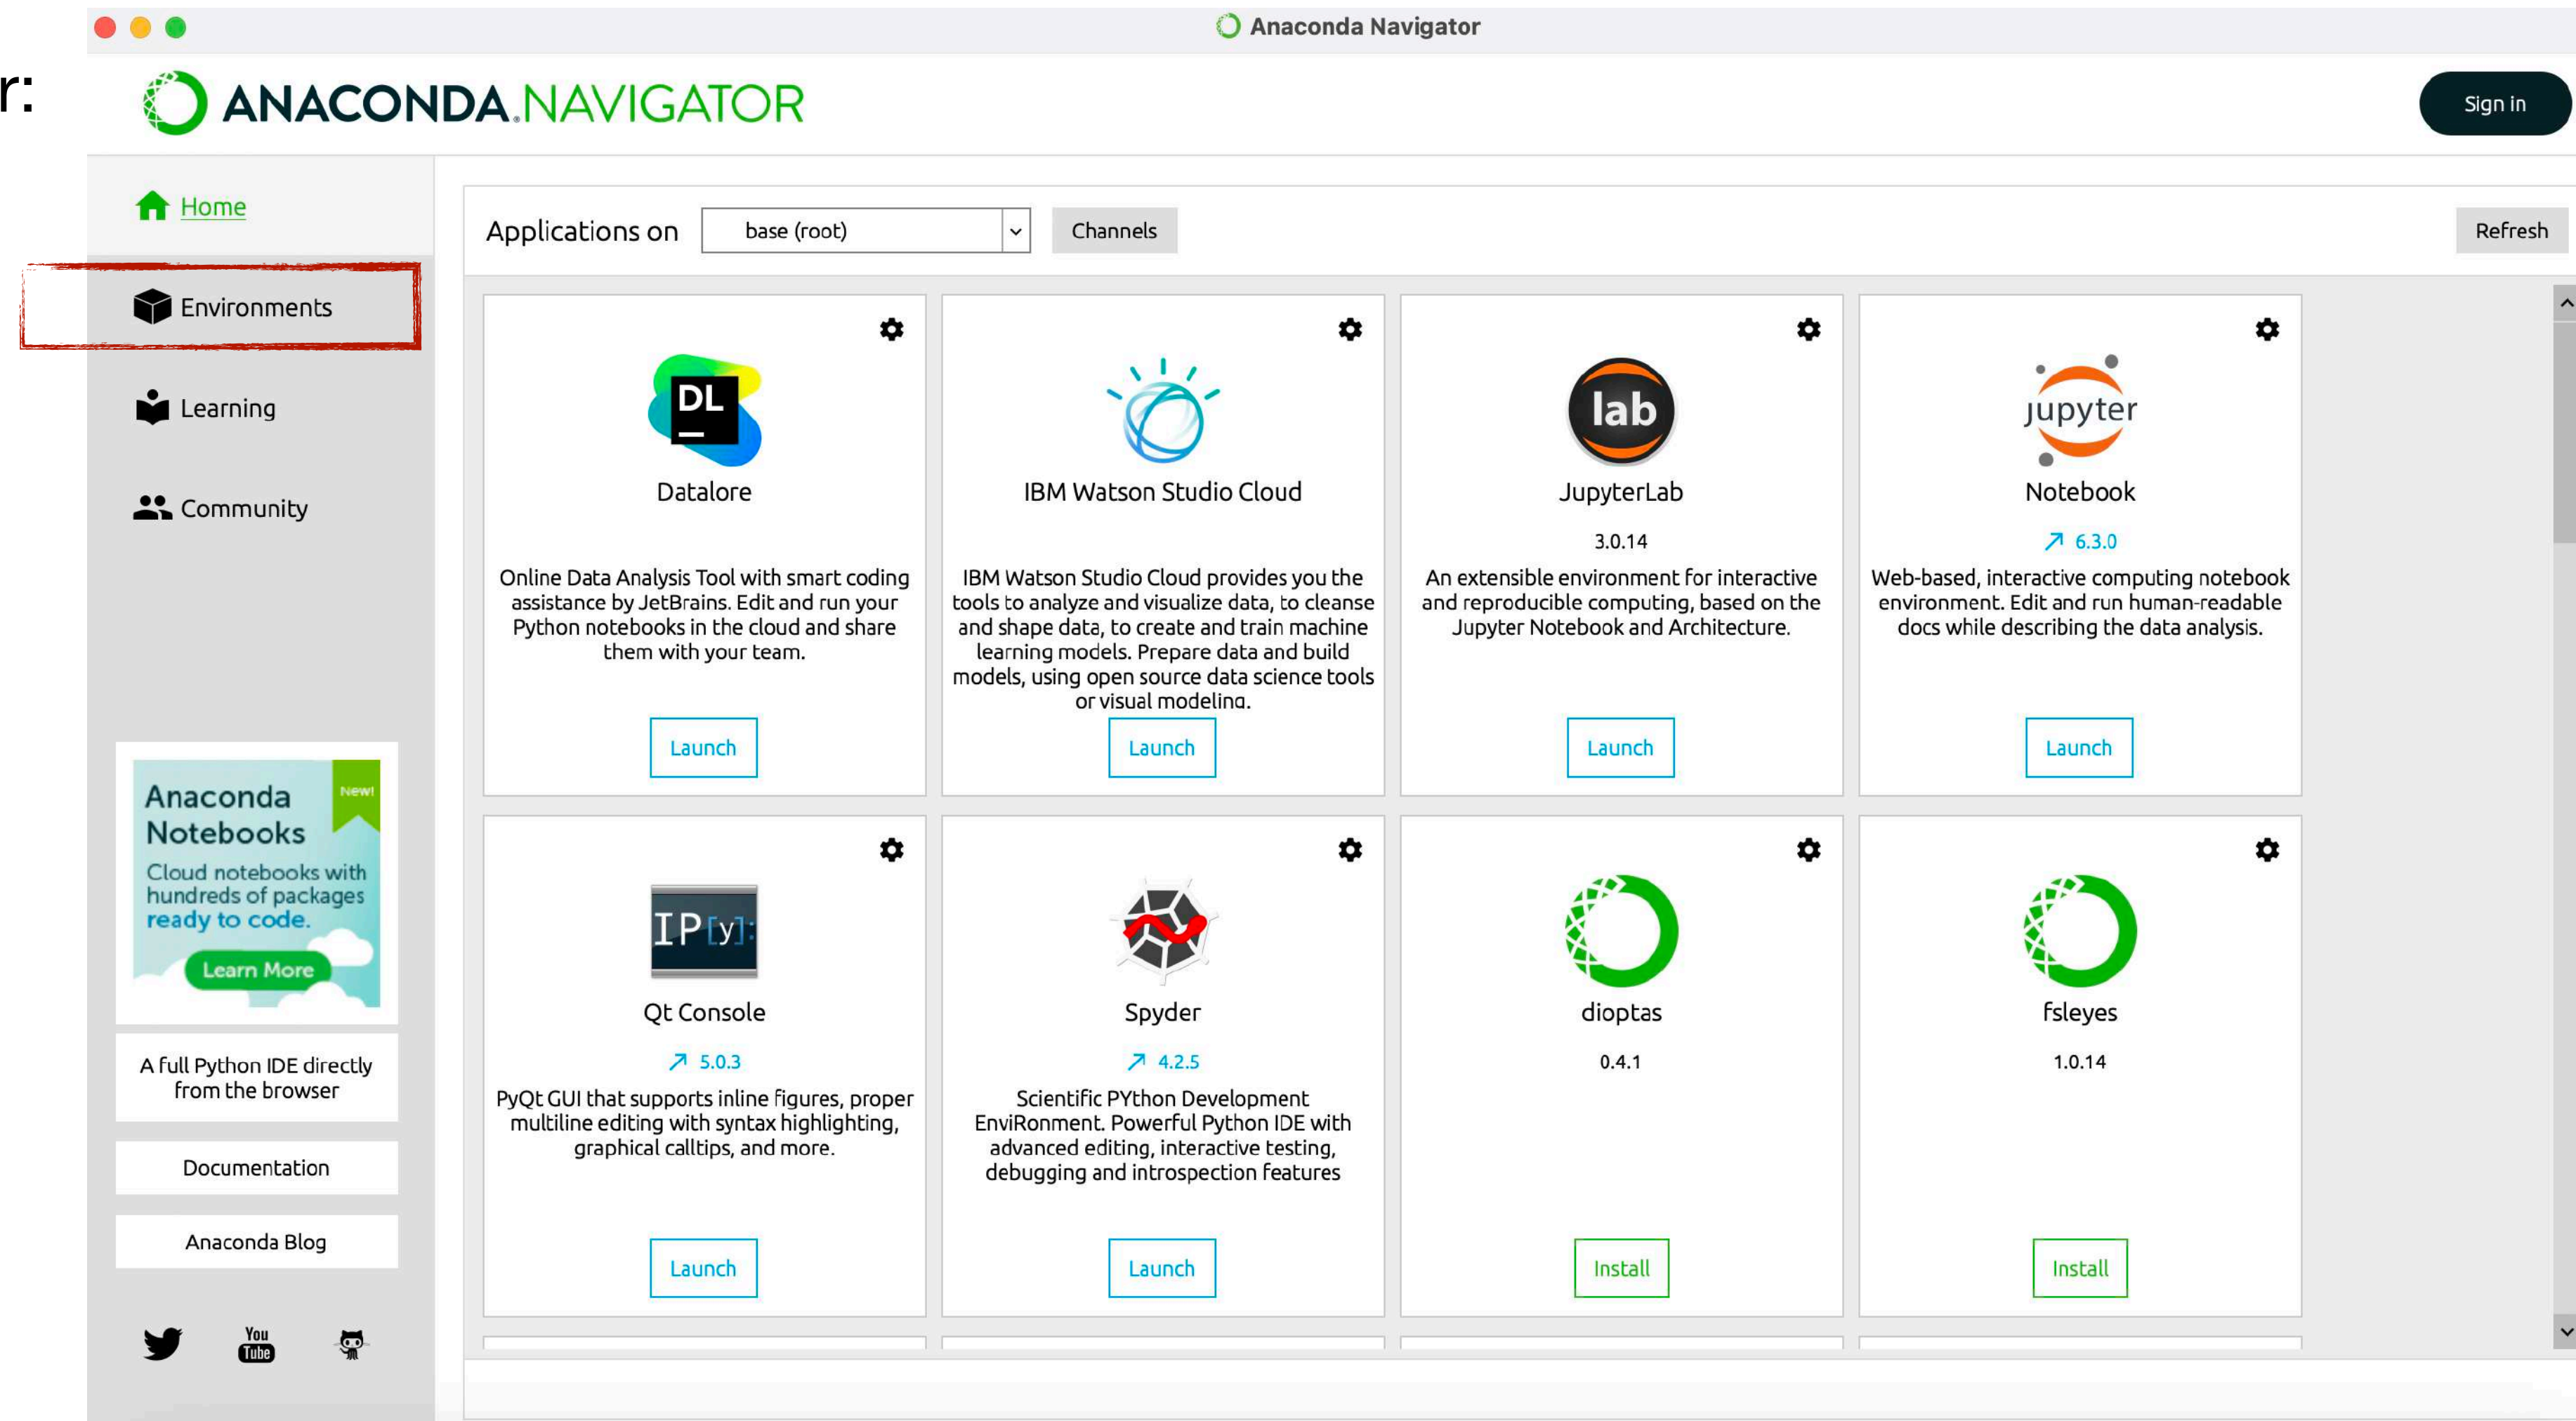 Anaconda Navigator
r:
ANACONDA.NAVIGATOR
Sign in
Home
Environments
Learning
Community
Applications on
base (root)
Channels
Refresh
DL
Datalore
Online Data Analysis Tool with smart coding
assistance by JetBrains. Edit and run your
Python notebooks in the cloud and share
them with your team.
Launch
IBM Watson Studio Cloud
IBM Watson Studio Cloud provides you the
tools to analyze and visualize data, to cleanse
and shape data, to create and train machine
learning models. Prepare data and build
models, using open source data science tools
or visual modeling.
Launch
lab
JupyterLab
3.0.14
An extensible environment for interactive
and reproducible computing, based on the
Jupyter Notebook and Architecture.
Launch
jupyter
Notebook
6.3.0
Web-based, interactive computing notebook
environment. Edit and run human-readable
docs while describing the data analysis.
Launch
IP[y]:
Qt Console
5.0.3
PyQt GUI that supports inline figures, proper
multiline editing with syntax highlighting,
graphical calltips, and more.
Launch
Spyder
4.2.5
Scientific PYthon Development
EnviRonment. Powerful Python IDE with
advanced editing, interactive testing,
debugging and introspection features
Launch
dioptas
0.4.1
Install
fsleyes
1.0.14
Install
Anaconda
Notebooks
New!
Cloud notebooks with
hundreds of packages
ready to code.
Learn More
A full Python IDE directly
from the browser
Documentation
Anaconda Blog
You
Tube